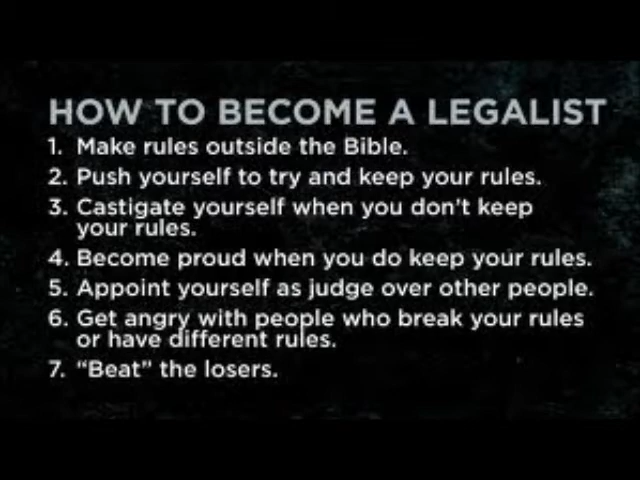 HOW TO BECOME A LEGALIST
1. Make rules outside the Bible.
2. Push yourself to try and keep your rules.
3. Castigate yourself when you don't keep
your rules.
4. Become proud when you do keep your rules.
5. Appoint yourself as judge over other people.
6. Get angry with people who break your rules
or have different rules.
7. “Beat” the losers.